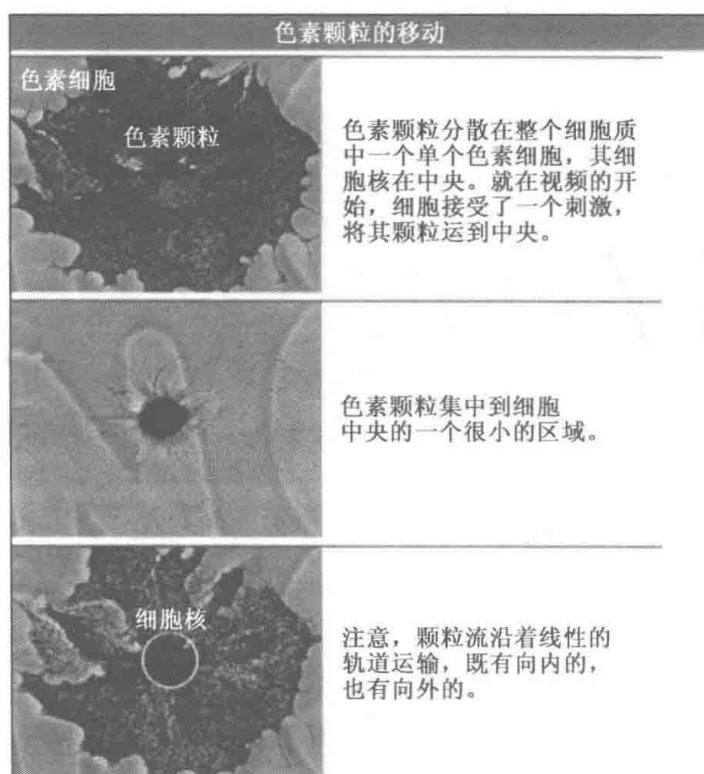 色素颗粒的移动
色素细胞
色素颗粒
色素颗粒分散在整个细胞质
中一个单个色素细胞，其细
胞核在中央。就在视频的开
始，细胞接受了一个刺激，
将其颗粒运到中央。
色素颗粒集中到细胞
中央的一个很小的区域。
细胞核
注意，颗粒流沿着线性的
轨道运输，既有向内的，
也有向外的。